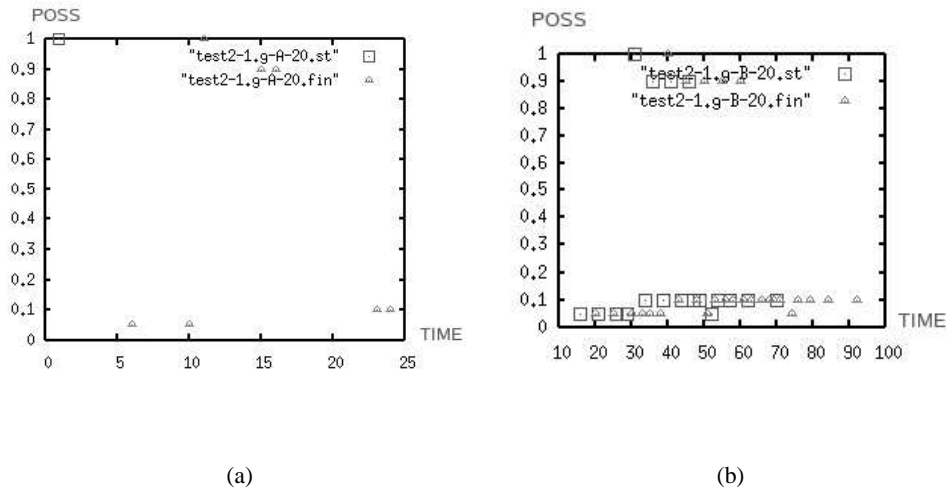 POSS
"test2-1.g-A-20.st"
"test2-1.g-A-20.fin"
1
0.9
0.8
0.7
0.6
0.5
0.4
0.3
0.2
0.1
0
0 5 10 15 20 25
TIME
(a)
POSS
"test2-1.g-B-20.st"
"test2-1.g-B-20.fin"
1
0.9
0.8
0.7
0.6
0.5
0.4
0.3
0.2
0.1
0
10 20 30 40 50 60 70 80 90 100
TIME
(b)